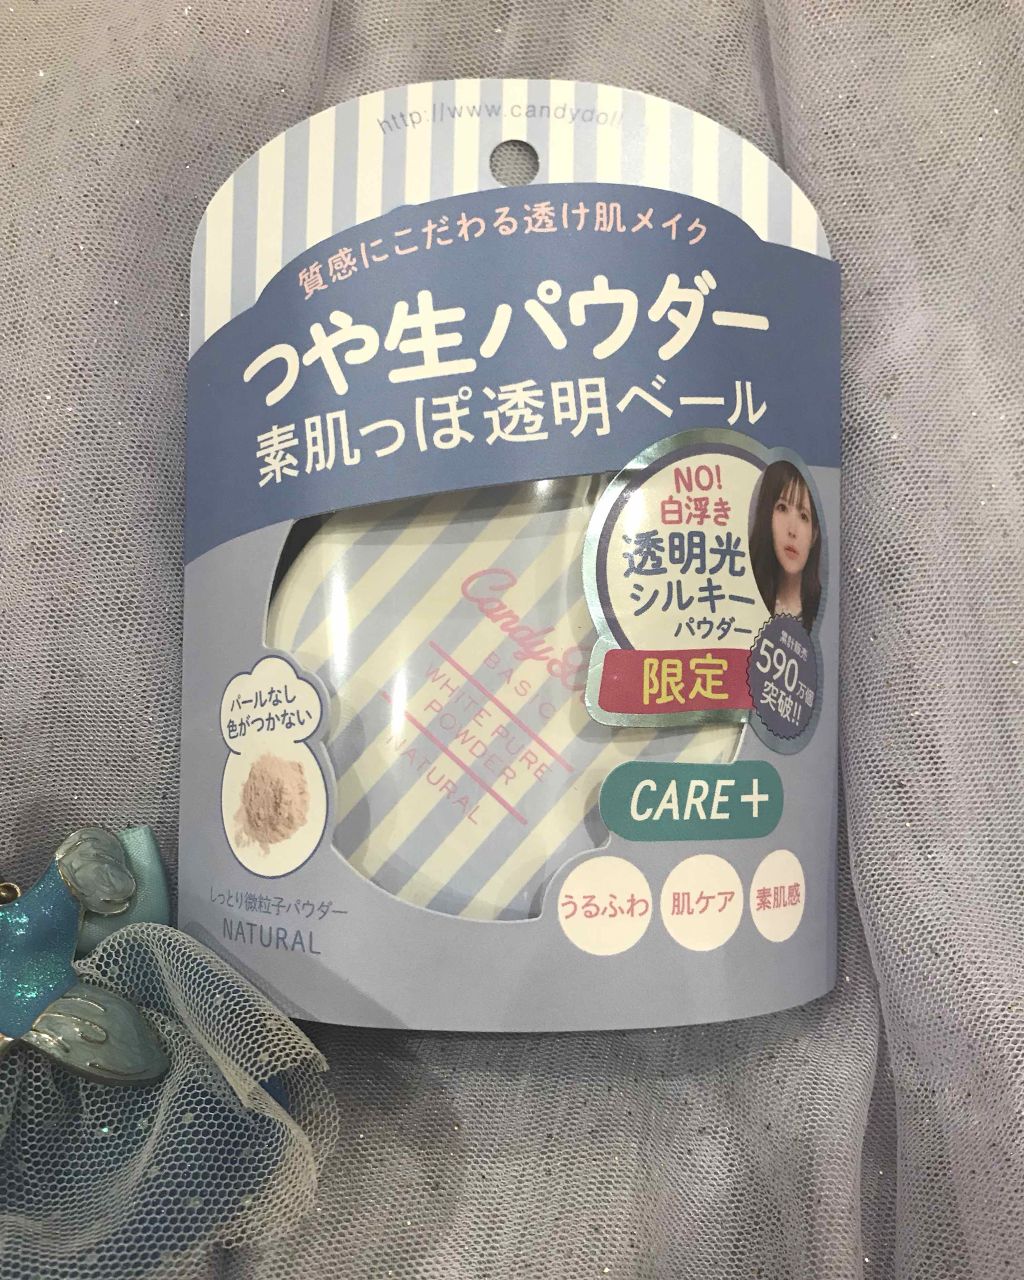 http://www.candydoll
質感にこだわる透け肌メイク
つや生パウダー
素肌っぽ透明ベール
NO!
白浮き
透明光
シルキー
パウダー
限定
累計販売
590万個
突破!!
Candy
BASIC
WHITE PURE
POWDER
NATURAL
パールなし
色がつかない
しっとり微粒子パウダー
NATURAL
CARE+
うるふわ
肌ケア
素肌感